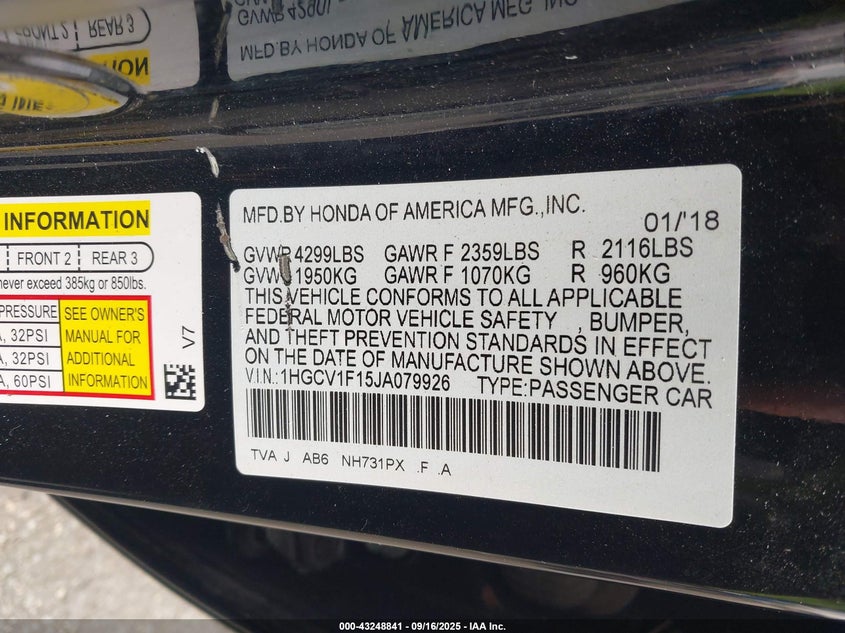 FRONT 2 REAR 3
MFD.BY HONDA OF AMERICA MFG.,INC.
INFORMATION
FRONT 2 REAR 3
never exceed 385kg or 850lbs.
PRESSURE SEE OWNER'S
32PSI MANUAL FOR
32PSI ADDITIONAL
60PSI INFORMATION
V7
MFD.BY HONDA OF AMERICA MFG.,INC.
01/'18
GVWR 4299LBS GAWR F 2359LBS R 2116LBS
1950KG GAWR F 1070KG R 960KG
THIS VEHICLE CONFORMS TO ALL APPLICABLE
FEDERAL MOTOR VEHICLE SAFETY , BUMPER,
AND THEFT PREVENTION STANDARDS IN EFFECT
ON THE DATE OF MANUFACTURE SHOWN ABOVE.
V.I.N.:1HGCV1F15JA079926 TYPE:PASSENGER CAR
TVA J AB6 NH731PX .F .A
000-43248841 - 09/16/2025 - IAA Inc.